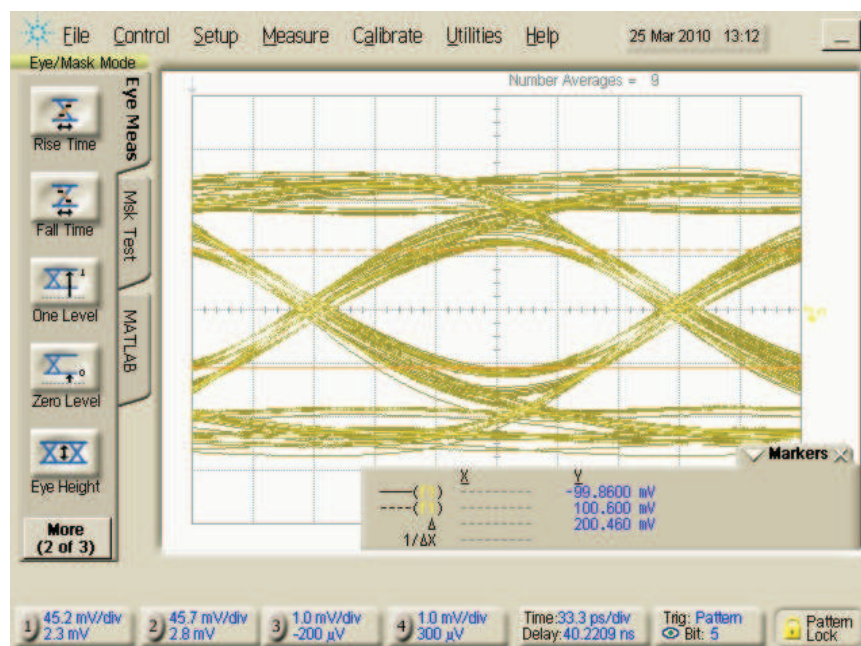 File Control Setup Measure Calibrate Utilities Help 25 Mar 2010 13:12
Eye/Mask Mode
Number Averages = 9
Rise Time
Fall Time
One Level
Zero Level
Eye Height
More
(2 of 3)
Eye Meas
Msk Test
MATLAB
Markers
X Y
-99.8600 mV
100.600 mV
Δ 200.460 mV
1/ΔX
1 45.2 mV/div 2.3 mV
2 45.7 mV/div 2.8 mV
3 1.0 mV/div -200 µV
4 1.0 mV/div 300 µV
Time:33.3 ps/div Delay:40.2209 ns
Trig: Pattern Bit: 5
Pattern Lock